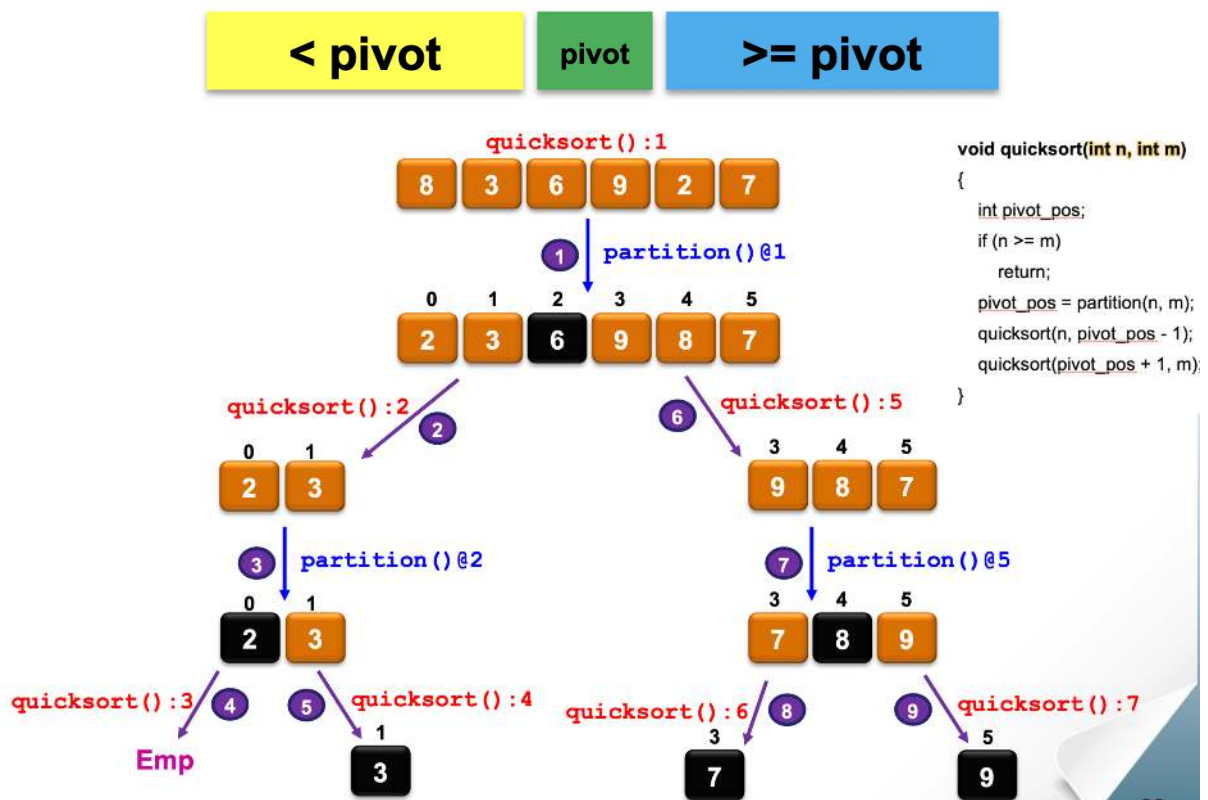 < pivot pivot >= pivot
quicksort():1
8 3 6 9 2 7
1 partition()@1
0 1 2 3 4 5
2 3 6 9 8 7
quicksort():2 2
6 quicksort():5
0 1
2 3
3 4 5
9 8 7
3 partition()@2
7 partition()@5
0 1
2 3
3 4 5
7 8 9
quicksort():3 4
5 quicksort():4
quicksort():6 8
9 quicksort():7
Emp
1
3
3
7
5
9
void quicksort(int n, int m)
{
int pivot_pos;
if (n >= m)
return;
pivot_pos = partition(n, m);
quicksort(n, pivot_pos - 1);
quicksort(pivot_pos + 1, m);
}